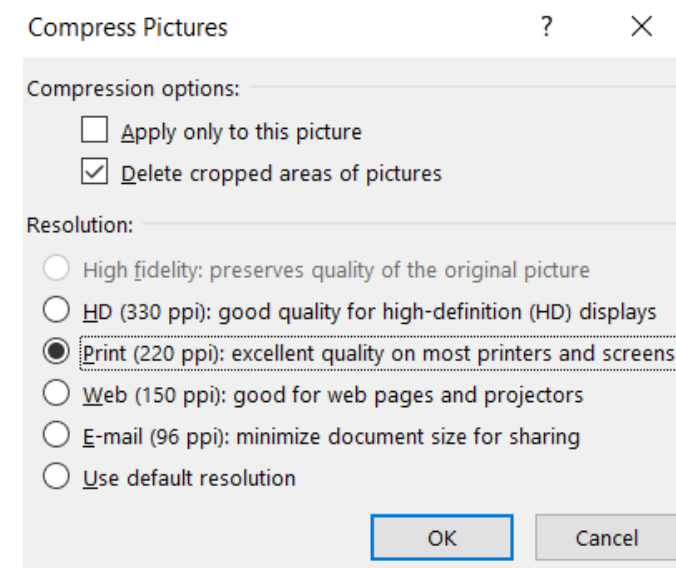 Compress Pictures ?
Compression options:
Apply only to this picture
Delete cropped areas of pictures
Resolution:
High fidelity: preserves quality of the original picture
HD (330 ppi): good quality for high-definition (HD) displays
Print (220 ppi): excellent quality on most printers and screens
Web (150 ppi): good for web pages and projectors
E-mail (96 ppi): minimize document size for sharing
Use default resolution
OK Cancel